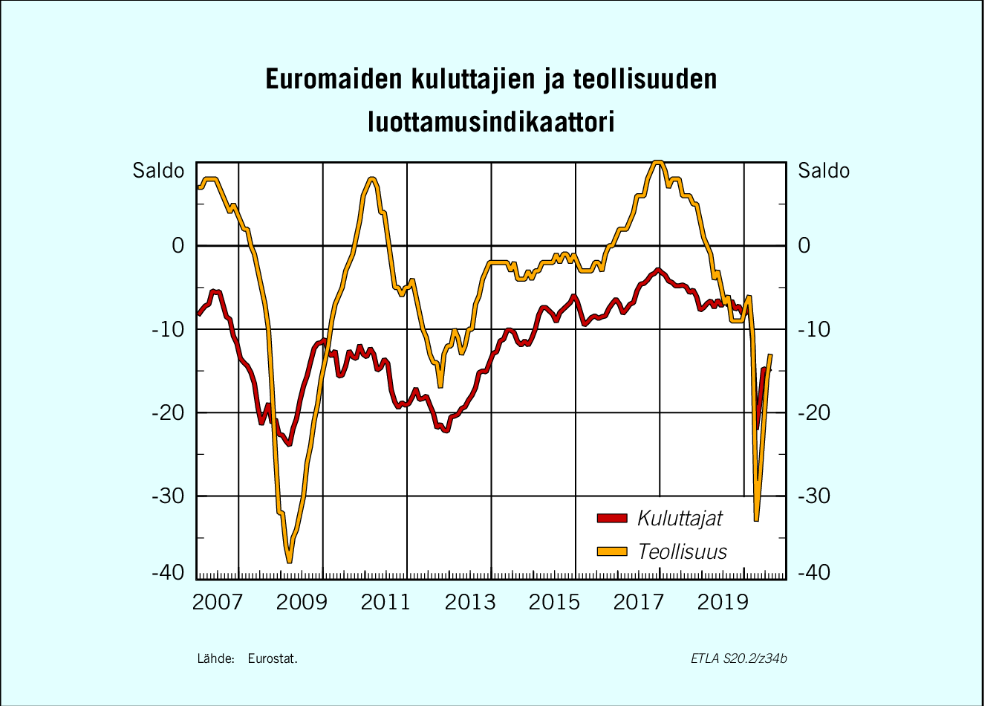 Euromaiden kuluttajien ja teollisuuden
luottamusindikaattori
Saldo
Saldo
0
0
-10
-10
-20
-20
-30
-30
Kuluttajat
Teollisuus
-40
-40
2007 2009 2011 2013 2015 2017 2019
Lähde: Eurostat.
ETLA S20.2/z34b